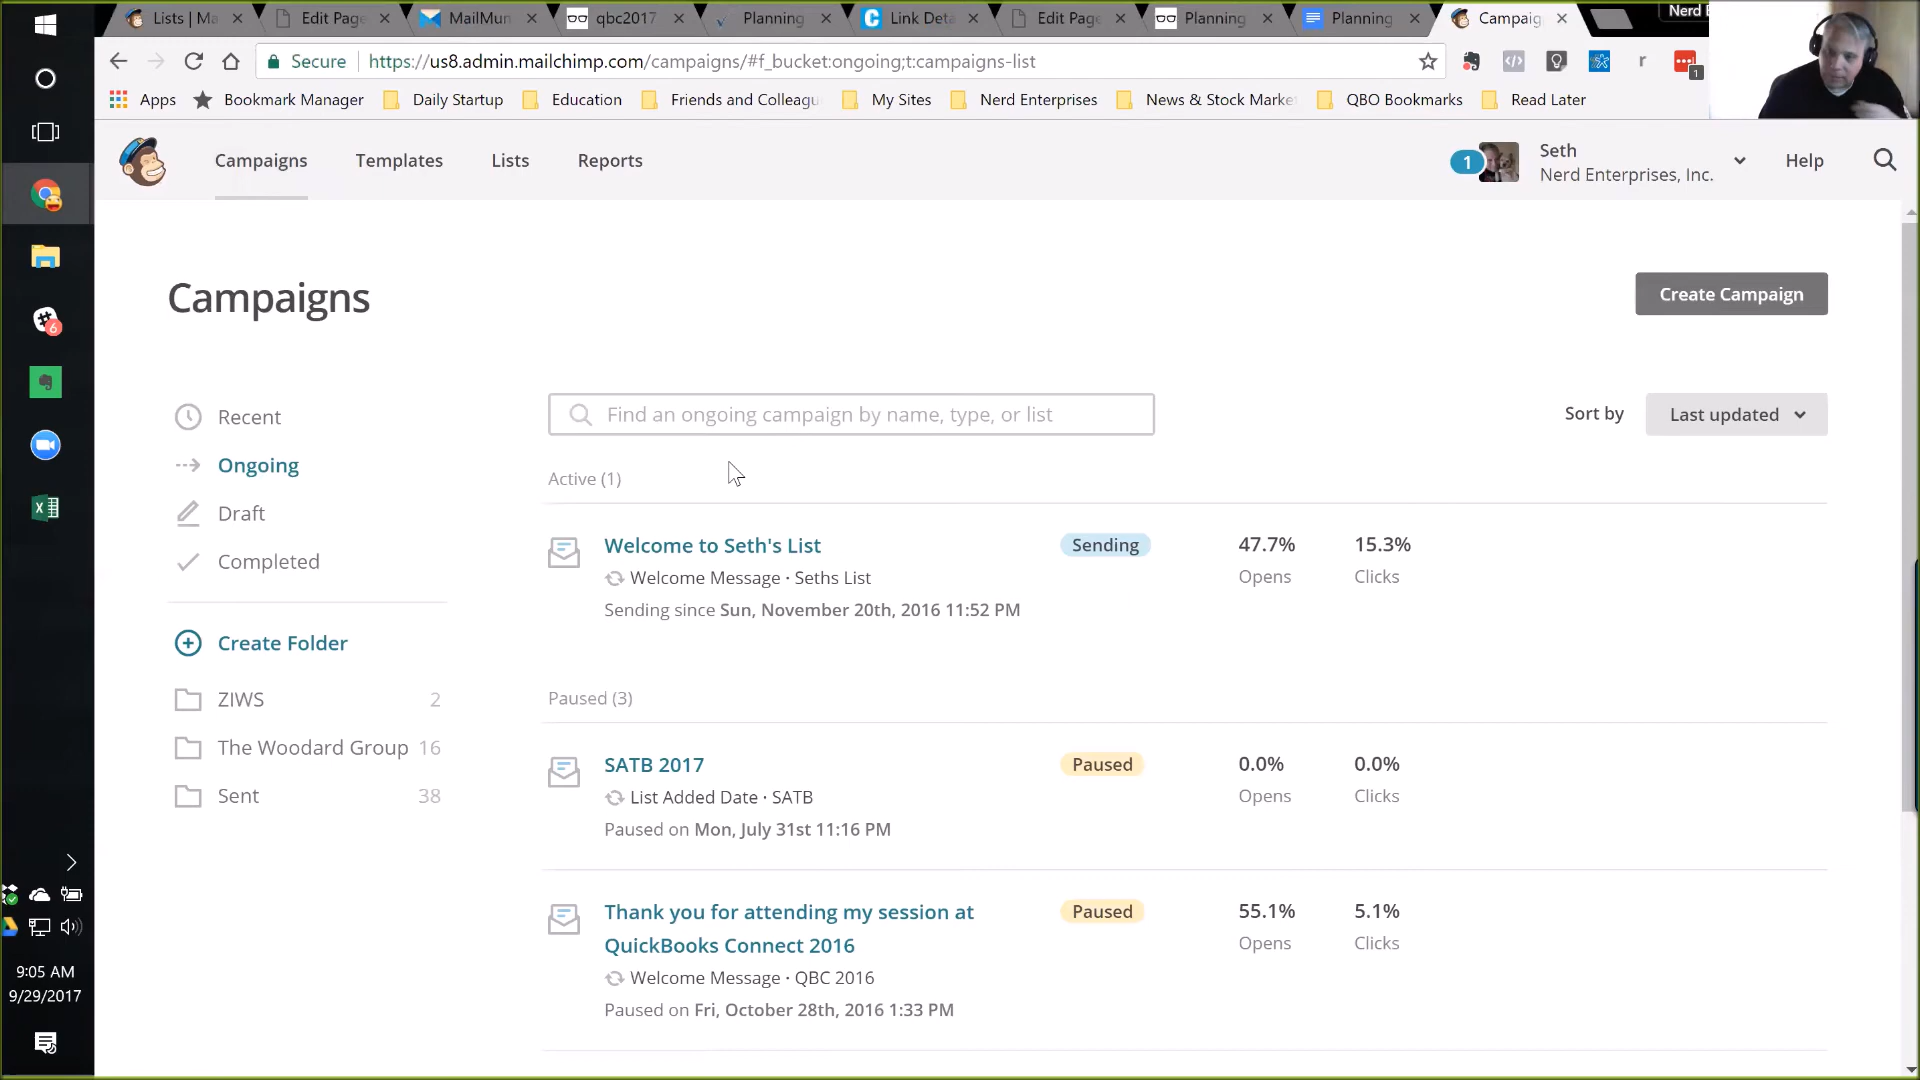 Lists | Ma
Edit Page
MailMun
qbc2017
Planning
Link Deta
Edit Page
Planning
Planning
Campaig
Nerd E
Secure
https://us8.admin.mailchimp.com/campaigns/#f_bucket:ongoing;t:campaigns-list
r
1
Apps
Bookmark Manager
Daily Startup
Education
Friends and Colleagu
My Sites
Nerd Enterprises
News & Stock Market
QBO Bookmarks
Read Later
Campaigns
Templates
Lists
Reports
1
Seth
Nerd Enterprises, Inc.
Help
Campaigns
Create Campaign
Recent
Ongoing
Draft
Completed
Create Folder
ZIWS 2
The Woodard Group 16
Sent 38
Find an ongoing campaign by name, type, or list
Sort by
Last updated
Active (1)
Welcome to Seth's List
Sending
47.7%
15.3%
Welcome Message · Seths List
Opens
Clicks
Sending since Sun, November 20th, 2016 11:52 PM
Paused (3)
SATB 2017
Paused
0.0%
0.0%
List Added Date · SATB
Opens
Clicks
Paused on Mon, July 31st 11:16 PM
Thank you for attending my session at
QuickBooks Connect 2016
Paused
55.1%
5.1%
Opens
Clicks
Welcome Message · QBC 2016
Paused on Fri, October 28th, 2016 1:33 PM
6
9:05 AM
9/29/2017